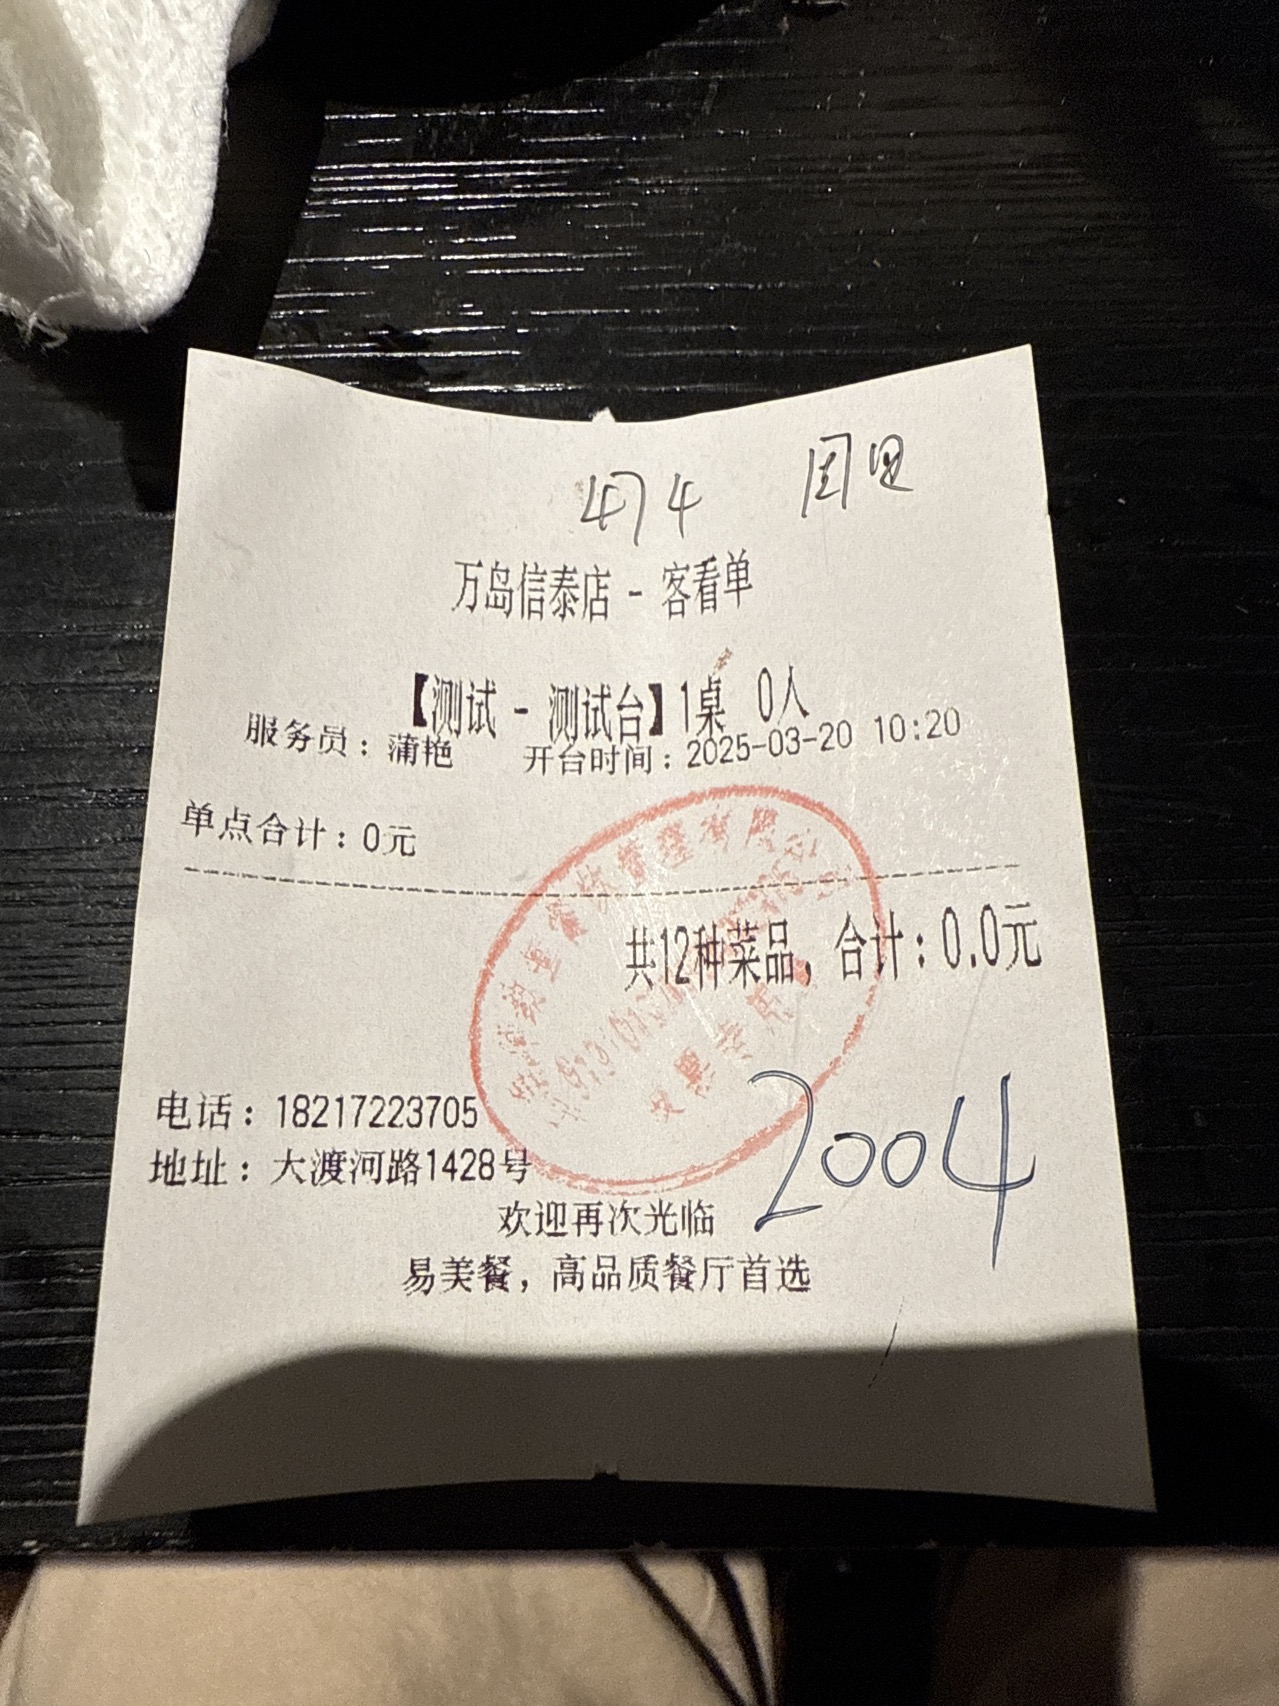 474
万岛信泰店 - 客看单
【测试 - 测试台】1桌 0人
服务员：蒲艳 开台时间：2025-03-20 10:20
单点合计：0元
共12种菜品，合计：0.0元
电话：18217223705
地址：大渡河路1428号
2004
欢迎再次光临
易美餐，高品质餐厅首选